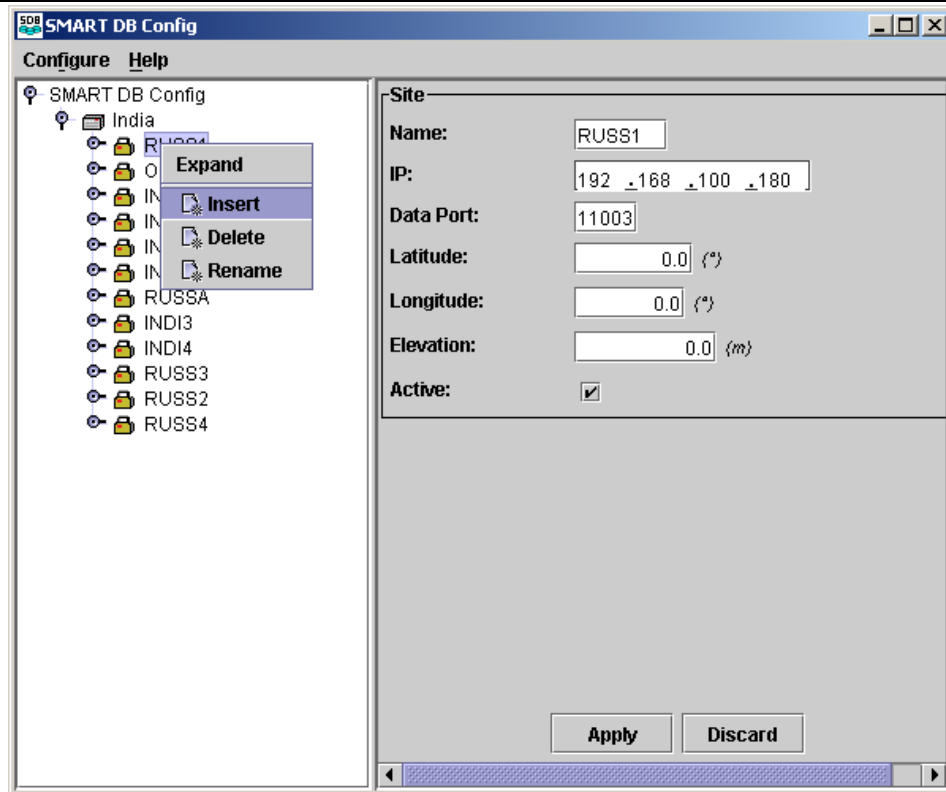 SDB SMART DB Config
Configure Help
SMART DB Config
India
Expand
Insert
Delete
Rename
RUSSA
INDI3
INDI4
RUSS3
RUSS2
RUSS4
Site
Name: RUSS1
IP: 192 .168 .100 .180
Data Port: 11003
Latitude: 0.0 (°)
Longitude: 0.0 (°)
Elevation: 0.0 (m)
Active:
Apply Discard